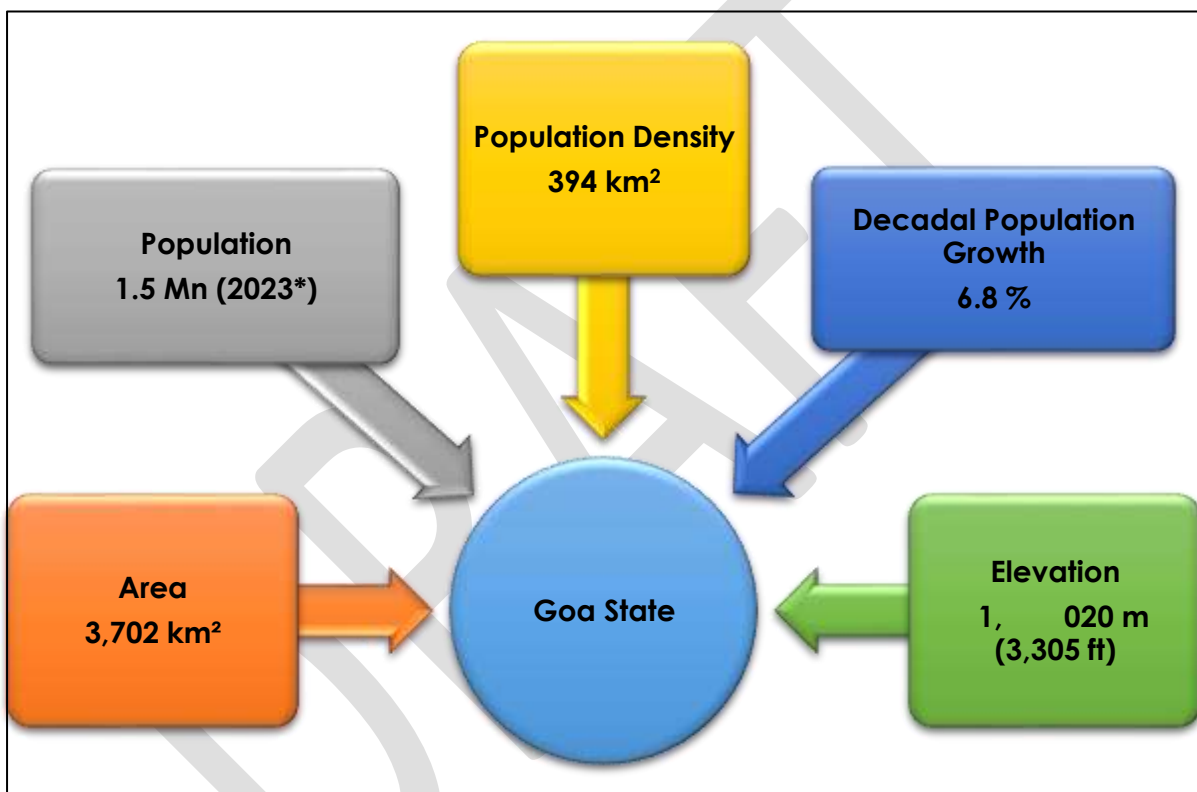 Population Density
394 km²
Population
1.5 Mn (2023*)
Decadal Population
Growth
6.8 %
Area
3,702 km²
Goa State
Elevation
1, 020 m
(3,305 ft)
DRAFT